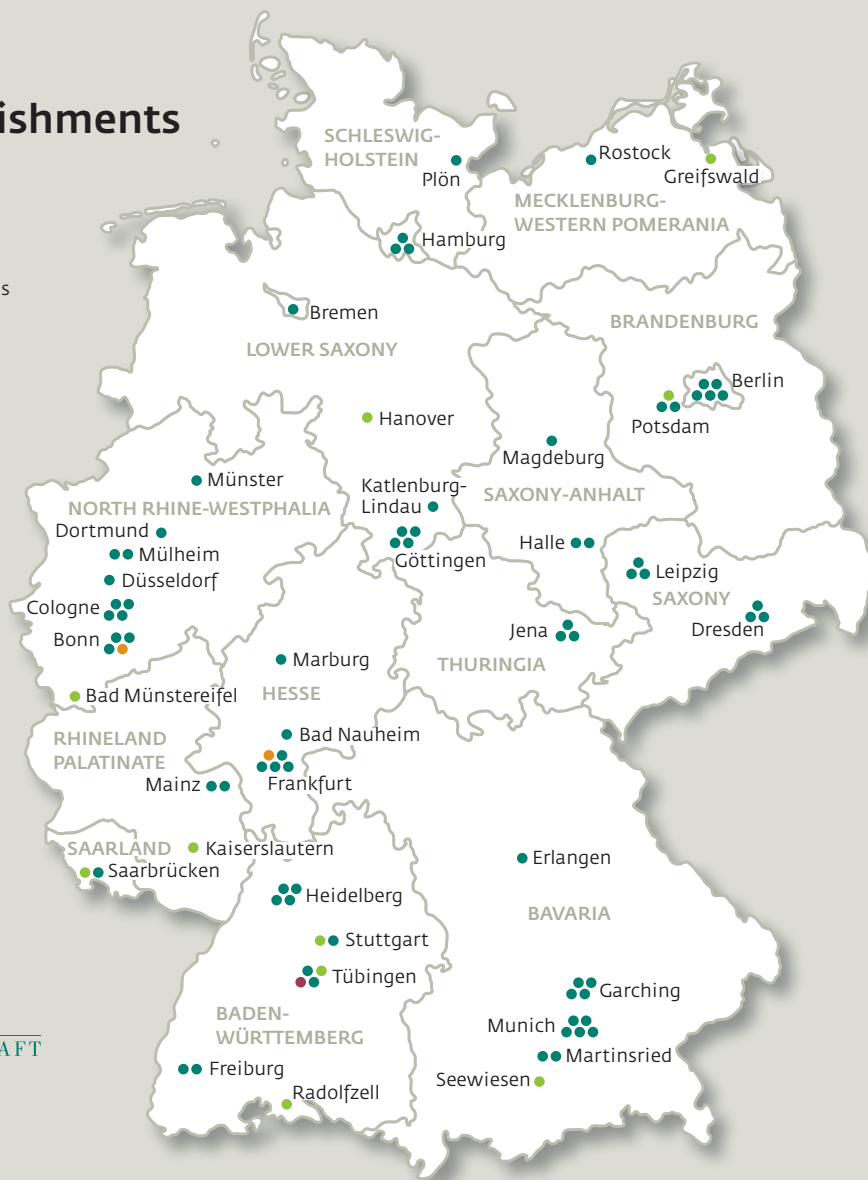 ishments
SCHLESWIG-
HOLSTEIN
Plön
Rostock
Greifswald
MECKLENBURG-
WESTERN POMERANIA
Hamburg
s
Bremen
LOWER SAXONY
BRANDENBURG
Berlin
Potsdam
Hanover
Magdeburg
SAXONY-ANHALT
Münster
NORTH RHINE-WESTPHALIA
Katlenburg-
Lindau
Göttingen
Dortmund
Mülheim
Düsseldorf
Cologne
Bonn
Halle
Leipzig
SAXONY
Dresden
Jena
THURINGIA
Marburg
HESSE
Bad Münstereifel
Bad Nauheim
RHINELAND
PALATINATE
Frankfurt
Mainz
SAARLAND
Kaiserslautern
Saarbrücken
Erlangen
BAVARIA
Heidelberg
Stuttgart
Tübingen
BADEN-
WÜRTTEMBERG
Garching
Munich
Martinsried
Seewiesen
AFT
Freiburg
Radolfzell